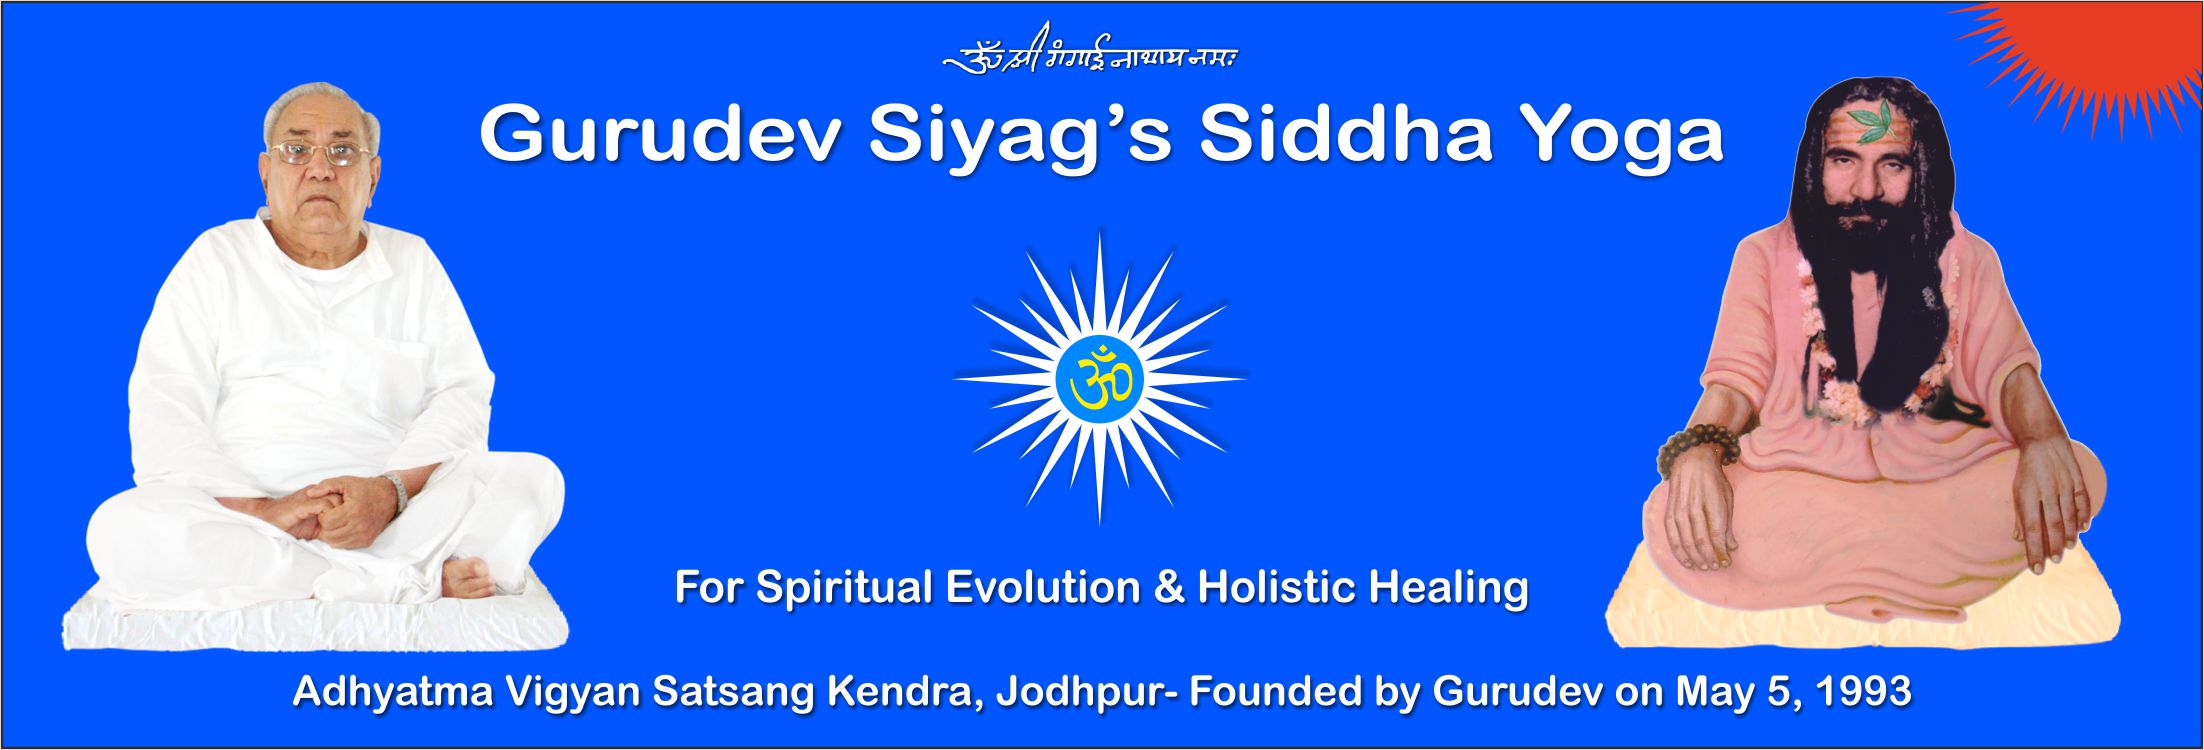 ॐ श्री गंगाईनाथाय नमः
Gurudev Siyag’s Siddha Yoga
ॐ
For Spiritual Evolution & Holistic Healing
Adhyatma Vigyan Satsang Kendra, Jodhpur- Founded by Gurudev on May 5, 1993